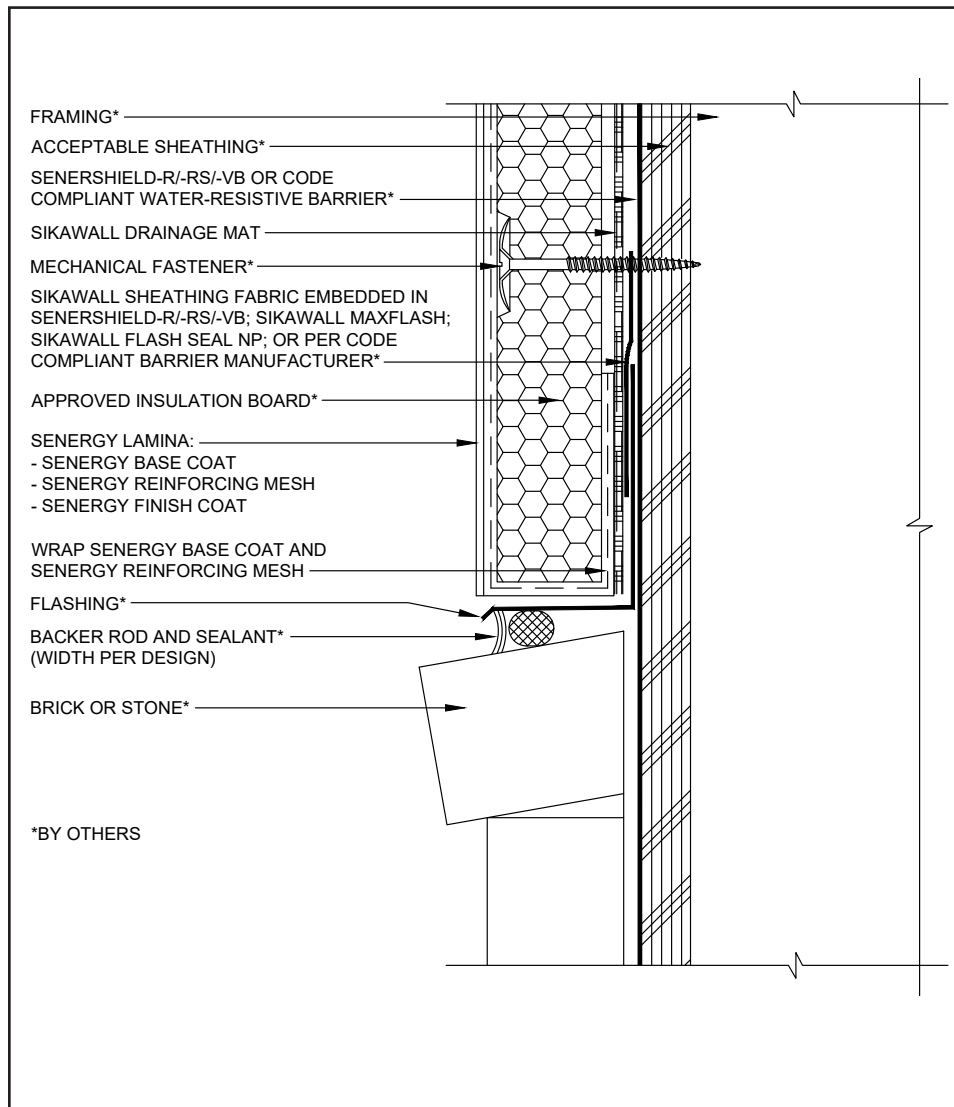 FRAMING*
ACCEPTABLE SHEATHING*
SENERSHIELD-R/-RS/-VB OR CODE
COMPLIANT WATER-RESISTIVE BARRIER*
SIKAWALL DRAINAGE MAT
MECHANICAL FASTENER*
SIKAWALL SHEATHING FABRIC EMBEDDED IN
SENERSHIELD-R/-RS/-VB; SIKAWALL MAXFLASH;
SIKAWALL FLASH SEAL NP; OR PER CODE
COMPLIANT BARRIER MANUFACTURER*
APPROVED INSULATION BOARD*
SENERGY LAMINA:
- SENERGY BASE COAT
- SENERGY REINFORCING MESH
- SENERGY FINISH COAT
WRAP SENERGY BASE COAT AND
SENERGY REINFORCING MESH
FLASHING*
BACKER ROD AND SEALANT*
(WIDTH PER DESIGN)
BRICK OR STONE*
*BY OTHERS